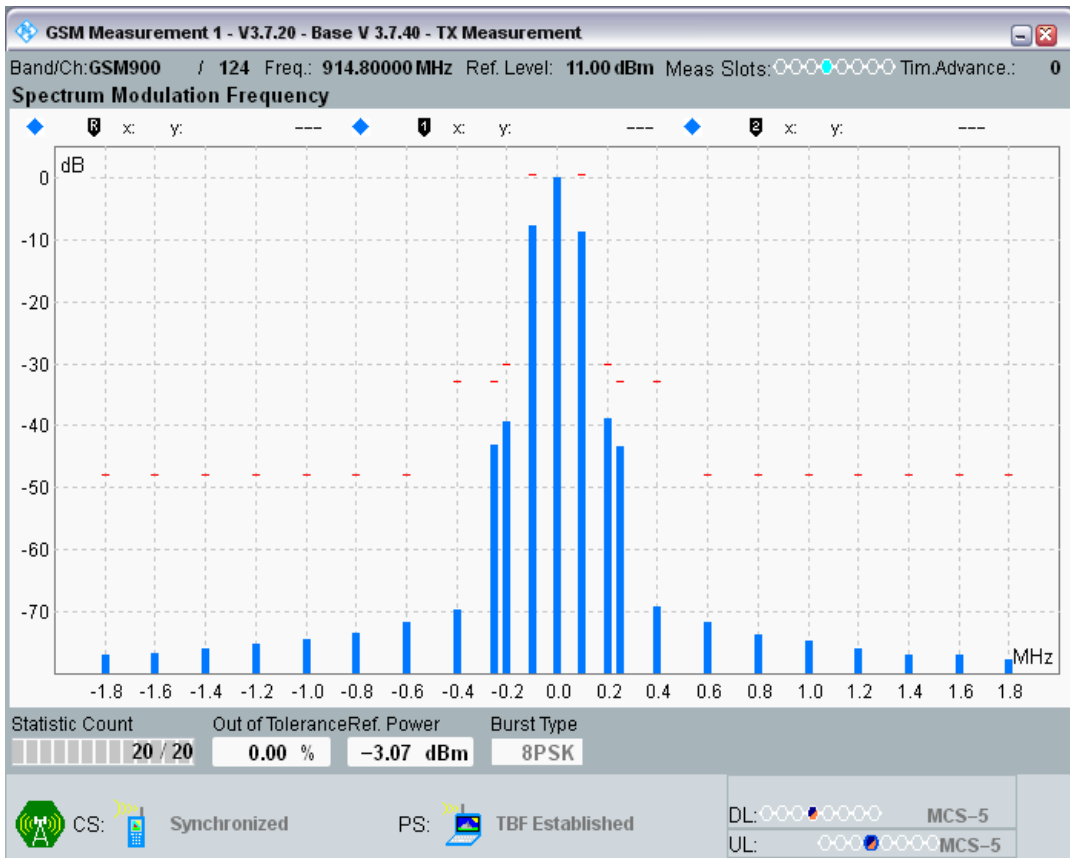 GSM Measurement 1 - V3.7.20 - Base V 3.7.40 - TX Measurement
Band/Ch:GSM900 / 124 Freq.: 914.80000 MHz Ref. Level: 11.00 dBm Meas Slots: Tim.Advance.: 0
Spectrum Modulation Frequency
R x: y: --- 1 x: y: --- 2 x: y: ---
dB
0
-10
-20
-30
-40
-50
-60
-70
MHz
-1.8 -1.6 -1.4 -1.2 -1.0 -0.8 -0.6 -0.4 -0.2 0.0 0.2 0.4 0.6 0.8 1.0 1.2 1.4 1.6 1.8
Statistic Count Out of Tolerance Ref. Power Burst Type
20 / 20 0.00 % -3.07 dBm 8PSK
CS: Synchronized PS: TBF Established DL: MCS-5
UL: MCS-5